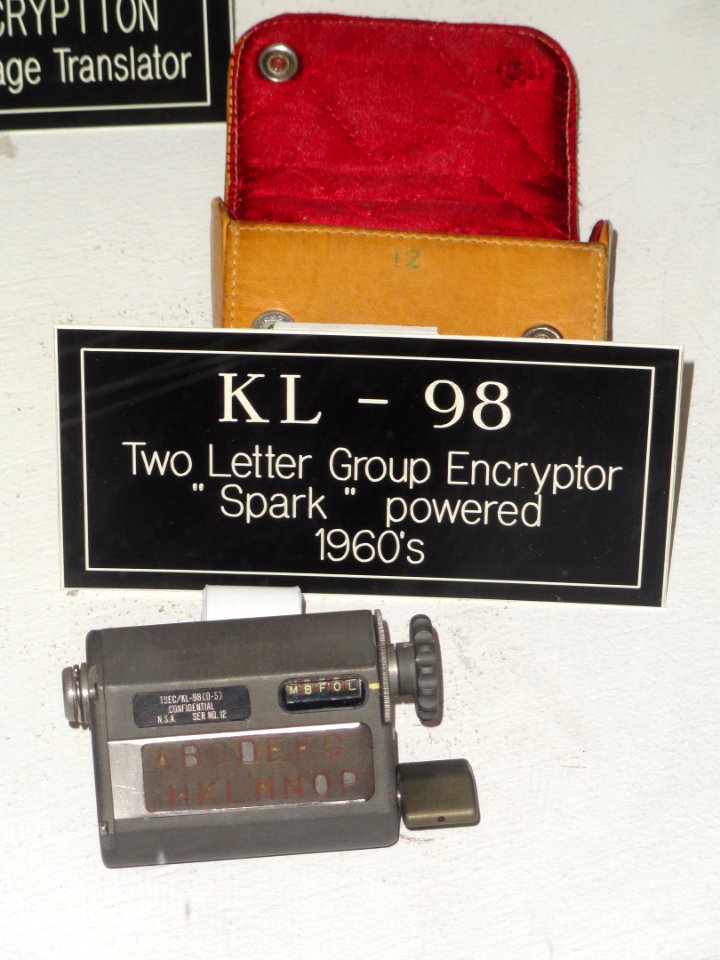 CRYPTION
age Translator
12
KL - 98
Two Letter Group Encryptor
" Spark " powered
1960's
TSEC/KL-98(D-5)
CONFIDENTIAL
N.S.A. SER NO. 12
MBFOL
ABCDEFG
HKLMNOP